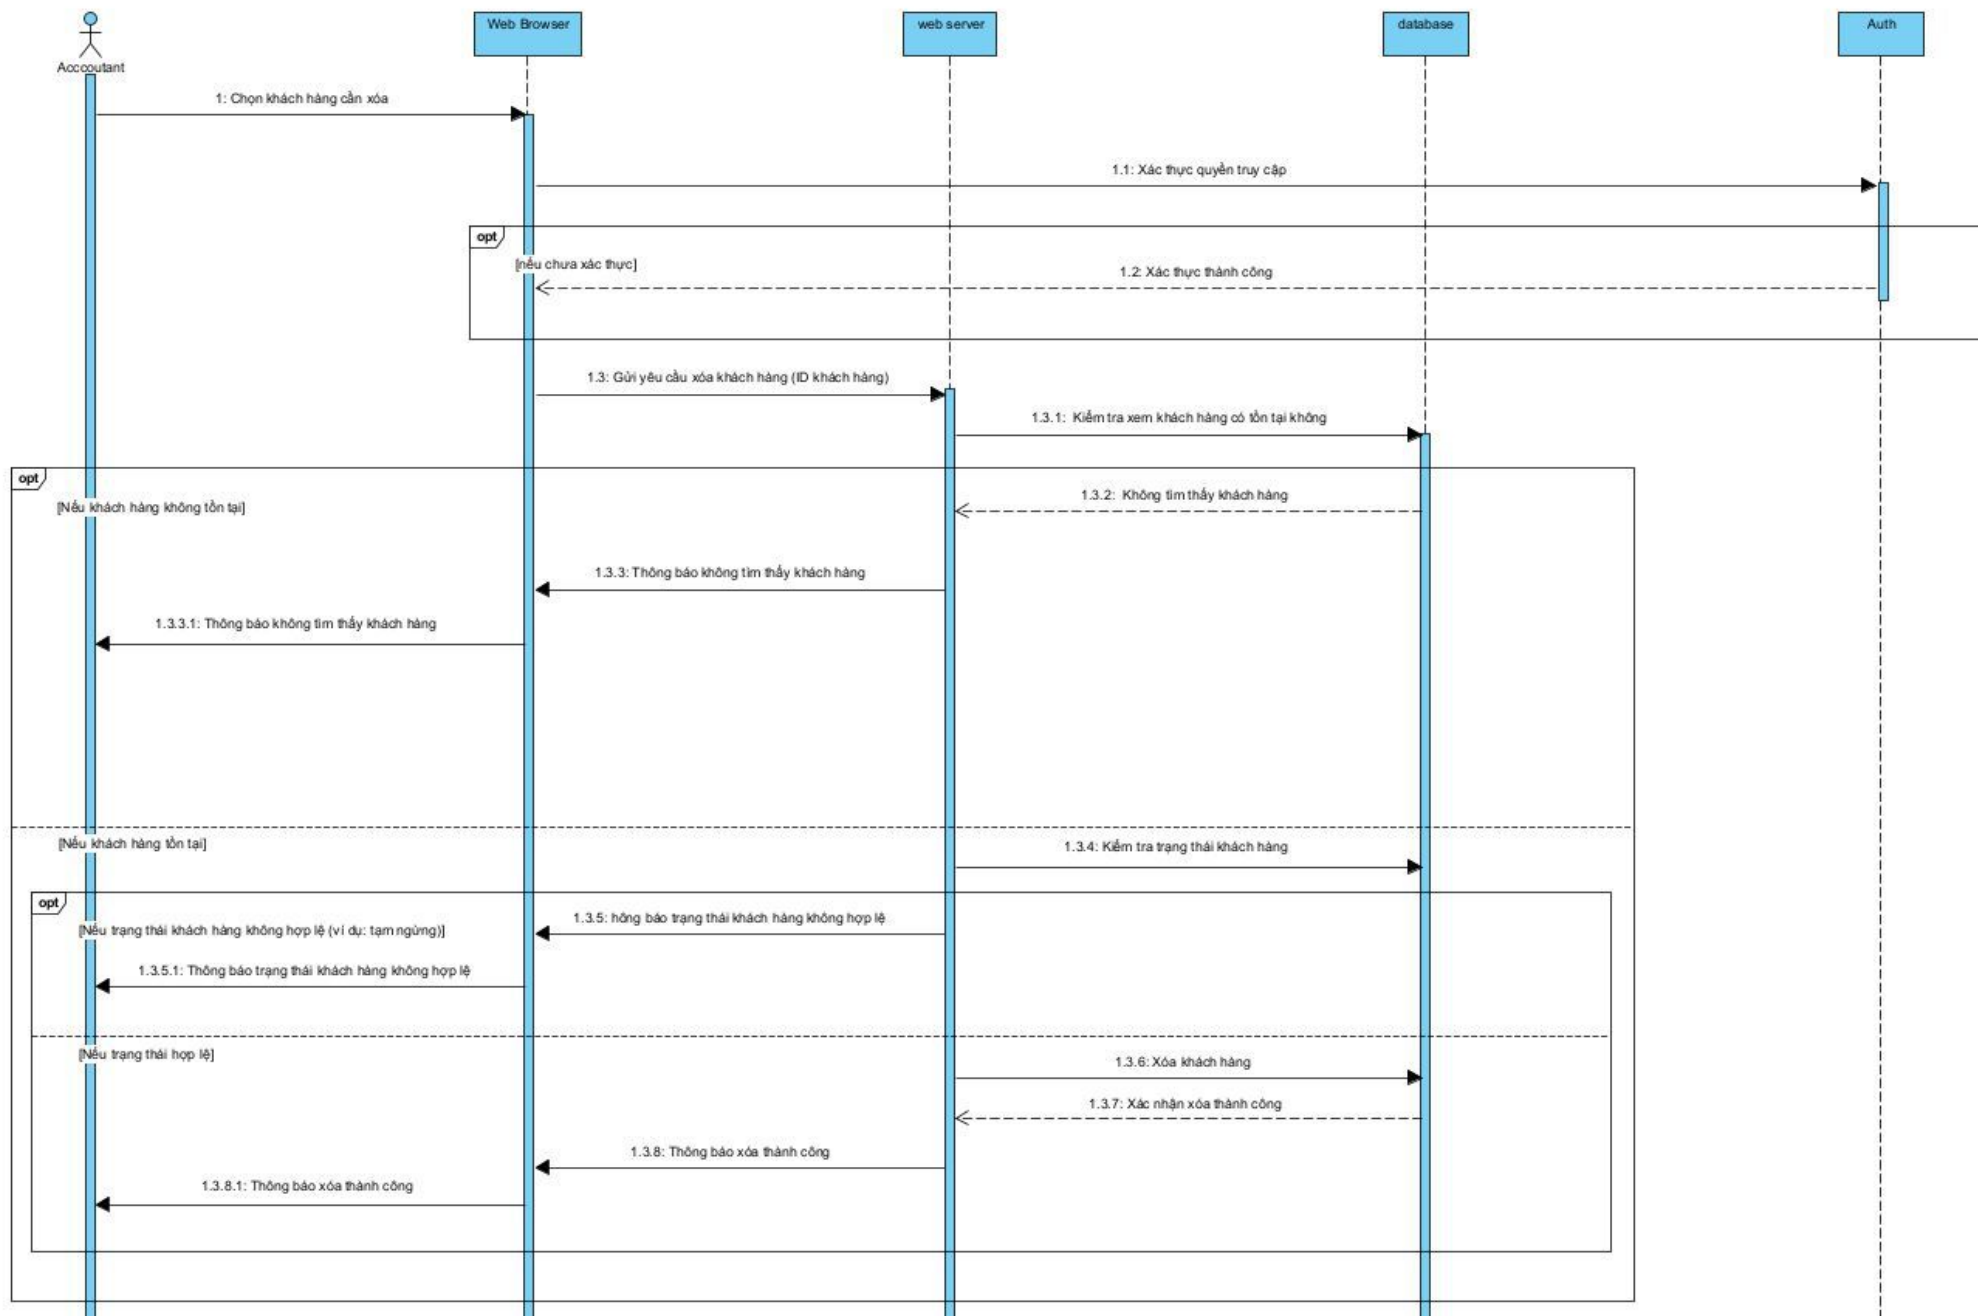 Acccoutant
Web Browser
web server
database
Auth
1: Chọn khách hàng cần xóa
1.1: Xác thực quyền truy cập
opt
[nếu chưa xác thực]
1.2: Xác thực thành công
1.3: Gửi yêu cầu xóa khách hàng (ID khách hàng)
1.3.1: Kiểm tra xem khách hàng có tồn tại không
opt
[Nếu khách hàng không tồn tại]
1.3.2: Không tìm thấy khách hàng
1.3.3: Thông báo không tìm thấy khách hàng
1.3.3.1: Thông báo không tìm thấy khách hàng
[Nếu khách hàng tồn tại]
1.3.4: Kiểm tra trạng thái khách hàng
opt
[Nếu trạng thái khách hàng không hợp lệ (ví dụ: tạm ngừng)]
1.3.5: hông báo trạng thái khách hàng không hợp lệ
1.3.5.1: Thông báo trạng thái khách hàng không hợp lệ
[Nếu trạng thái hợp lệ]
1.3.6: Xóa khách hàng
1.3.7: Xác nhận xóa thành công
1.3.8: Thông báo xóa thành công
1.3.8.1: Thông báo xóa thành công